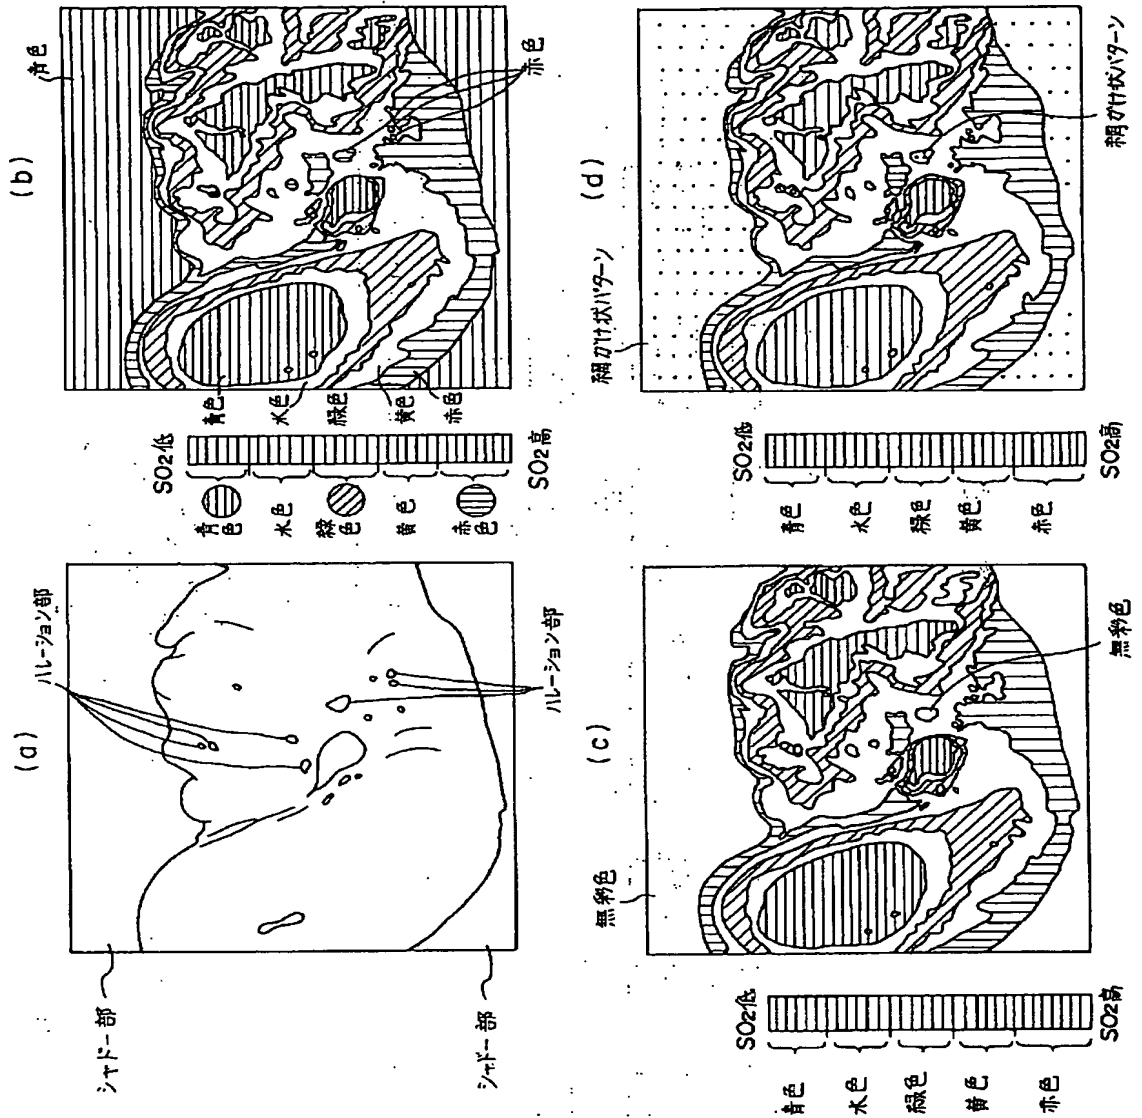 (a)
ハレーション部
シャドー部
シャドー部
ハレーション部
(b)
青色
SO2低
青色
水色
緑色
黄色
赤色
SO2高
青色
水色
緑色
黄色
赤色
赤色
(c)
無彩色
SO2低
青色
水色
緑色
黄色
赤色
SO2高
無彩色
(d)
網がけ状パターン
SO2低
青色
水色
緑色
黄色
赤色
SO2高
網がけ状パターン